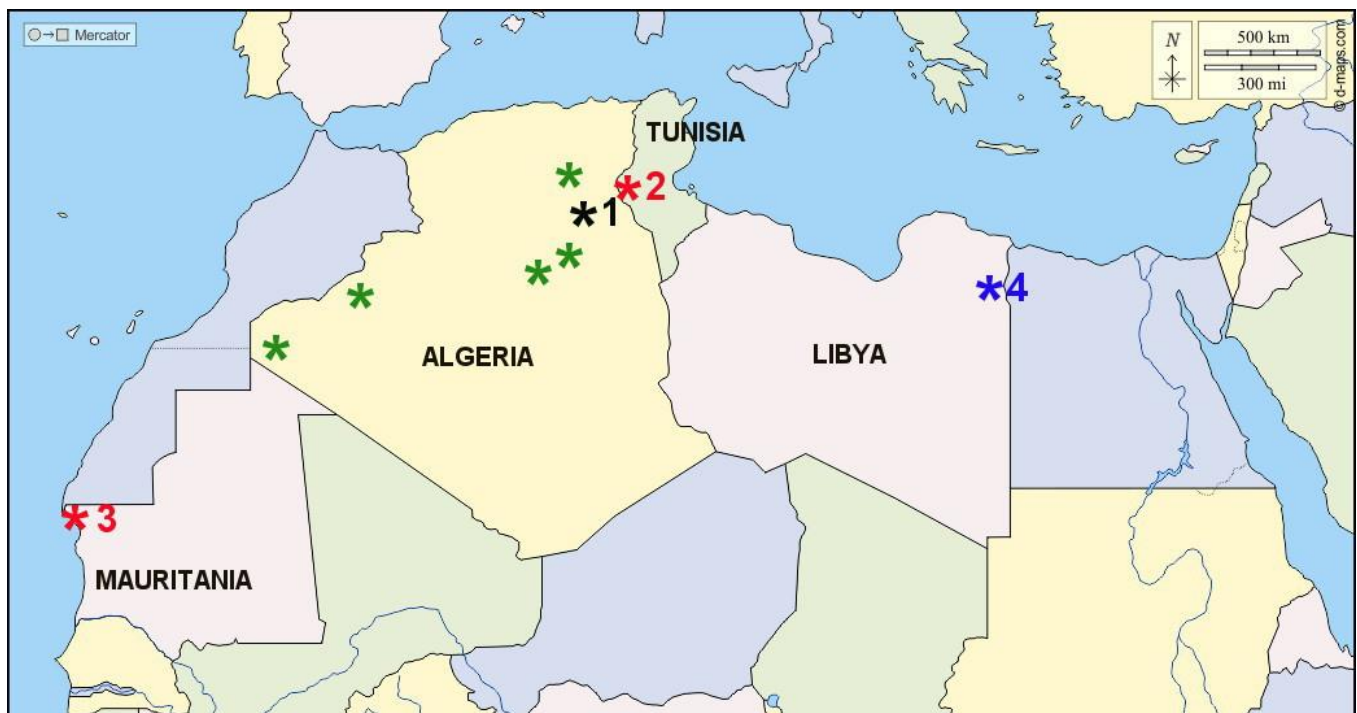 Mercator
N
500 km
300 mi
© d-maps.com
TUNISIA
*2
*1
*4
ALGERIA
LIBYA
*3
MAURITANIA